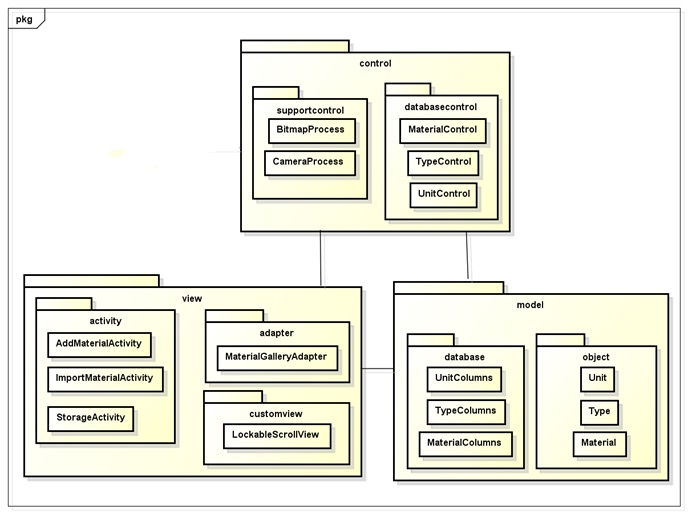 pkg
control
supportcontrol
BitmapProcess
CameraProcess
databasecontrol
MaterialControl
TypeControl
UnitControl
view
activity
AddMaterialActivity
ImportMaterialActivity
StorageActivity
adapter
MaterialGalleryAdapter
customview
LockableScrollView
model
database
UnitColumns
TypeColumns
MaterialColumns
object
Unit
Type
Material